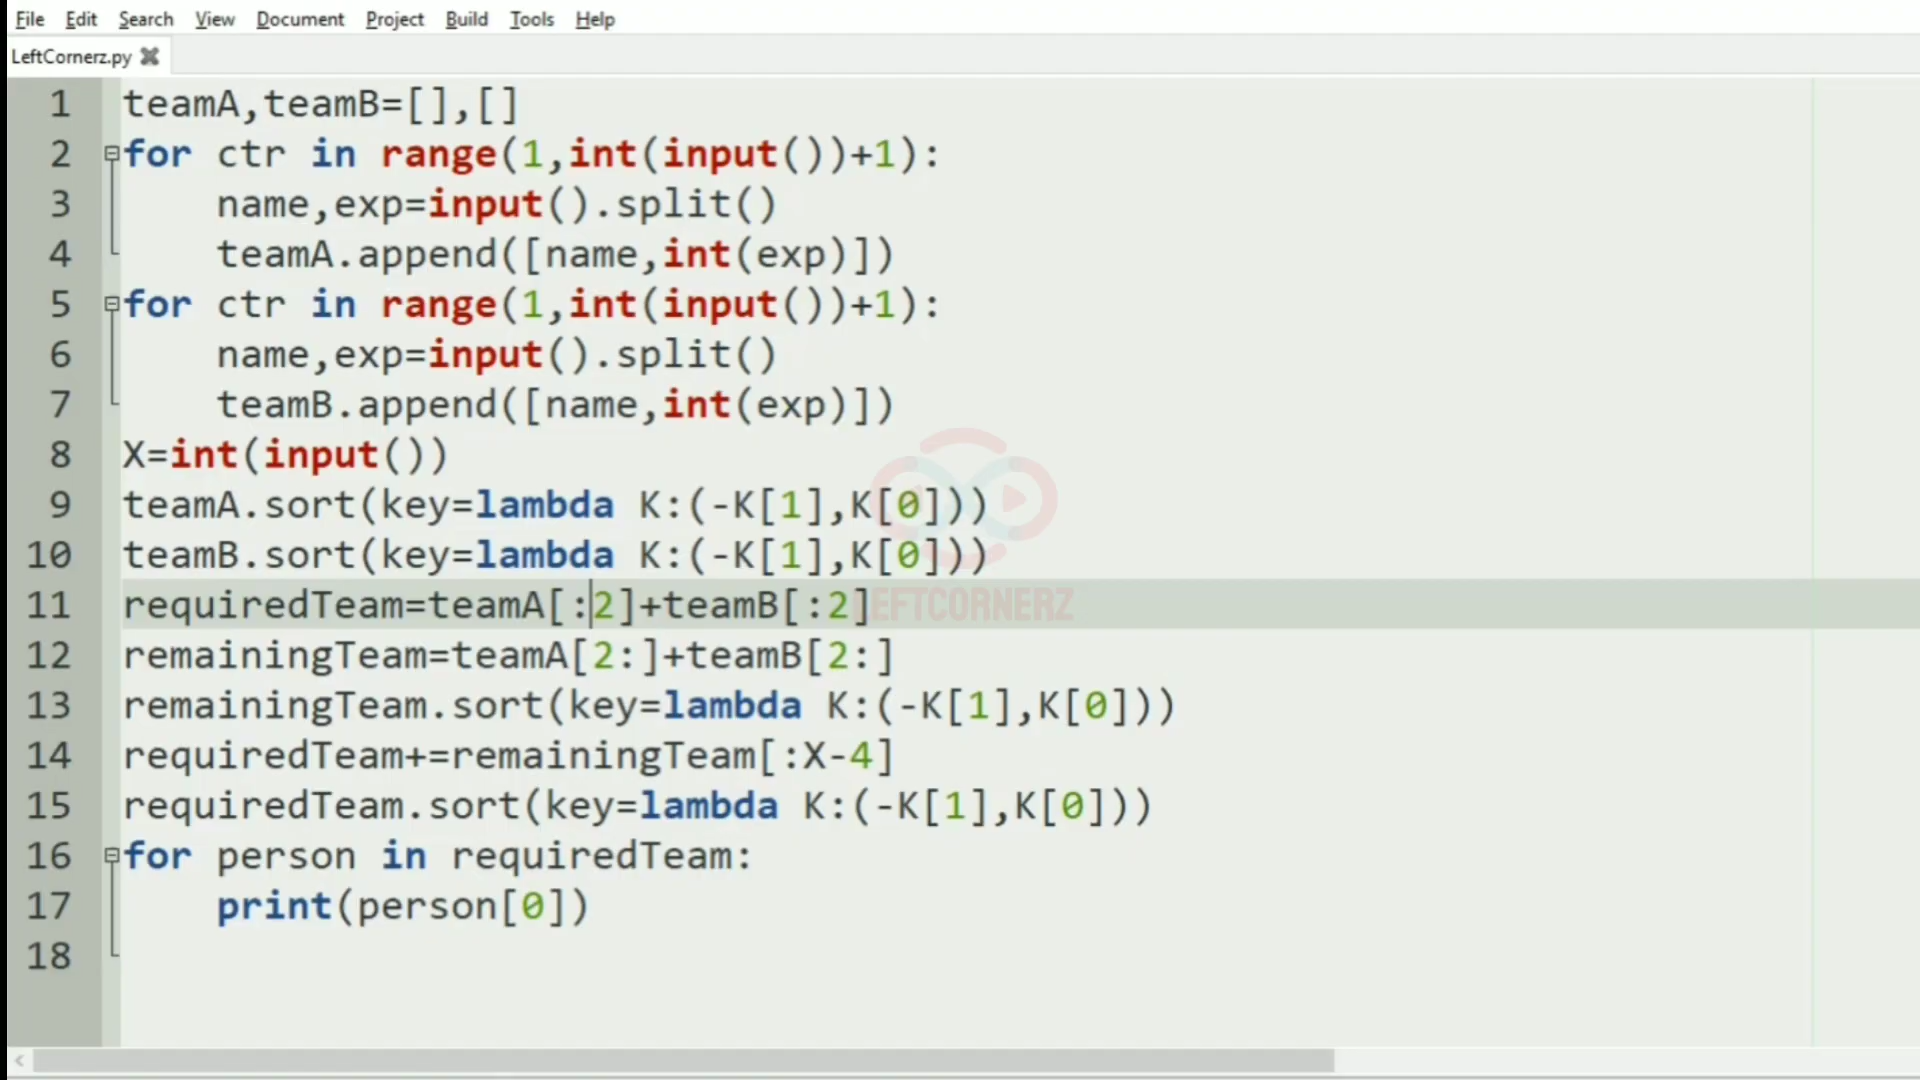 File Edit Search View Document Project Build Tools Help
LeftCornerz.py
1 teamA,teamB=[],[]
2 for ctr in range(1,int(input())+1):
3     name,exp=input().split()
4     teamA.append([name,int(exp)])
5 for ctr in range(1,int(input())+1):
6     name,exp=input().split()
7     teamB.append([name,int(exp)])
8 X=int(input())
9 teamA.sort(key=lambda K:(-K[1],K[0]))
10 teamB.sort(key=lambda K:(-K[1],K[0]))
11 requiredTeam=teamA[:2]+teamB[:2]
LEFTCORNERZ
12 remainingTeam=teamA[2:]+teamB[2:]
13 remainingTeam.sort(key=lambda K:(-K[1],K[0]))
14 requiredTeam+=remainingTeam[:X-4]
15 requiredTeam.sort(key=lambda K:(-K[1],K[0]))
16 for person in requiredTeam:
17     print(person[0])
18